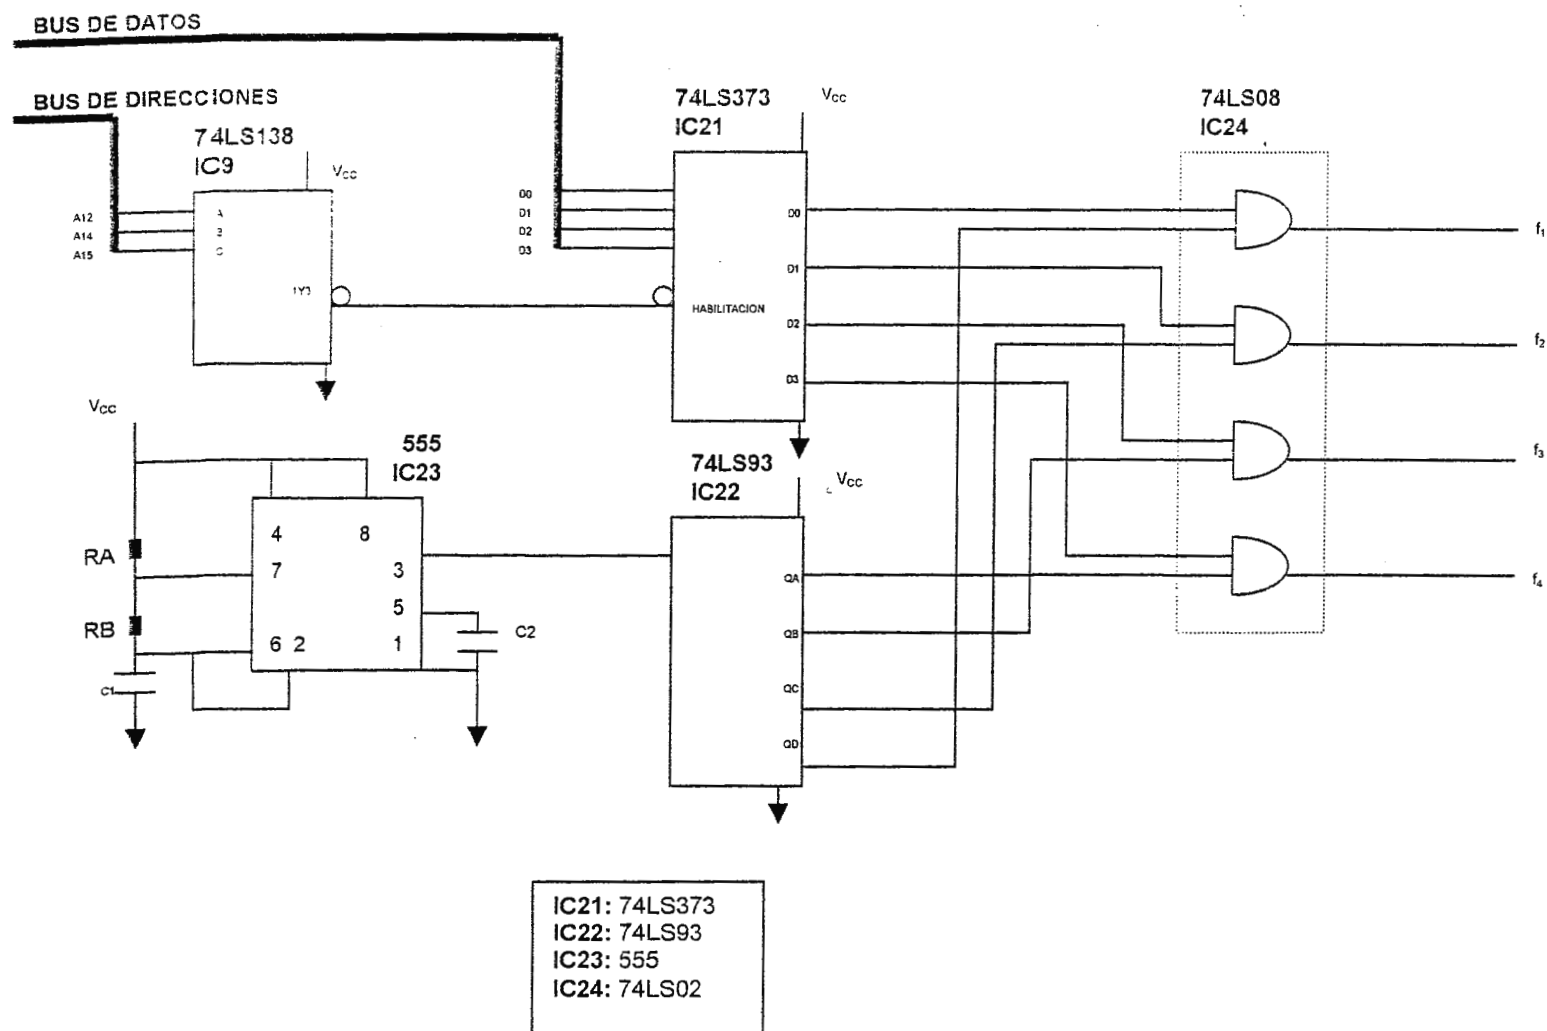 BUS DE DATOS
BUS DE DIRECCIONES
74LS138
IC9
Vcc
A12
A14
A15
A
B
C
1Y3
D0
D1
D2
D3
74LS373
IC21
Vcc
HABILITACION
D0
D1
D2
D3
74LS08
IC24
f1
f2
f3
f4
Vcc
555
IC23
RA
RB
C1
4
8
7
3
5
6 2
1
C2
74LS93
IC22
Vcc
QA
QB
QC
QD
IC21: 74LS373
IC22: 74LS93
IC23: 555
IC24: 74LS02